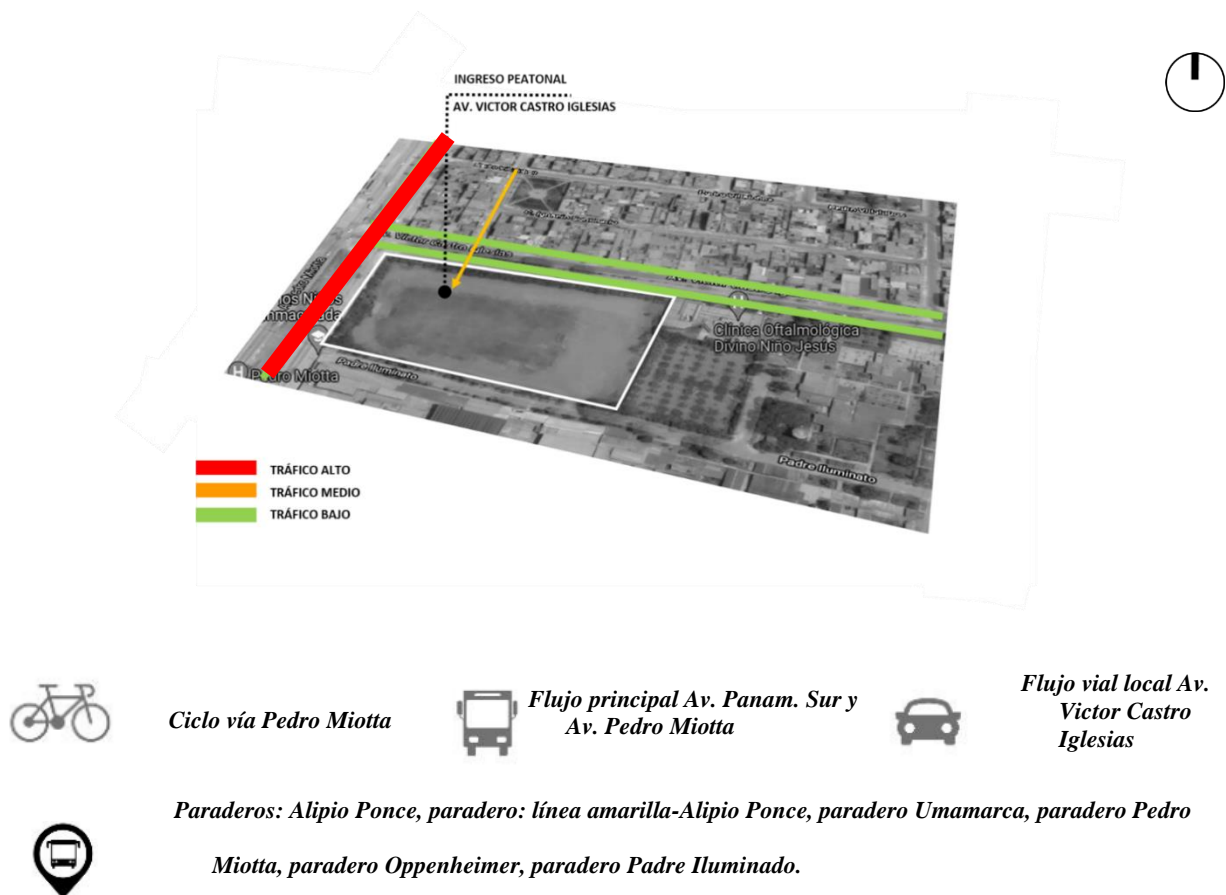 INGRESO PEATONAL
AV. VICTOR CASTRO IGLESIAS
Víctor Castro Iglesias
Pedro Miotta
Padre Iluminato
Clínica Oftalmológica
Divino Niño Jesús
Padre Iluminato
TRÁFICO ALTO
TRÁFICO MEDIO
TRÁFICO BAJO
Ciclo vía Pedro Miotta
Flujo principal Av. Panam. Sur y
Av. Pedro Miotta
Flujo vial local Av.
Victor Castro
Iglesias
Paraderos: Alipio Ponce, paradero: línea amarilla-Alipio Ponce, paradero Umamarca, paradero Pedro
Miotta, paradero Oppenheimer, paradero Padre Iluminado.